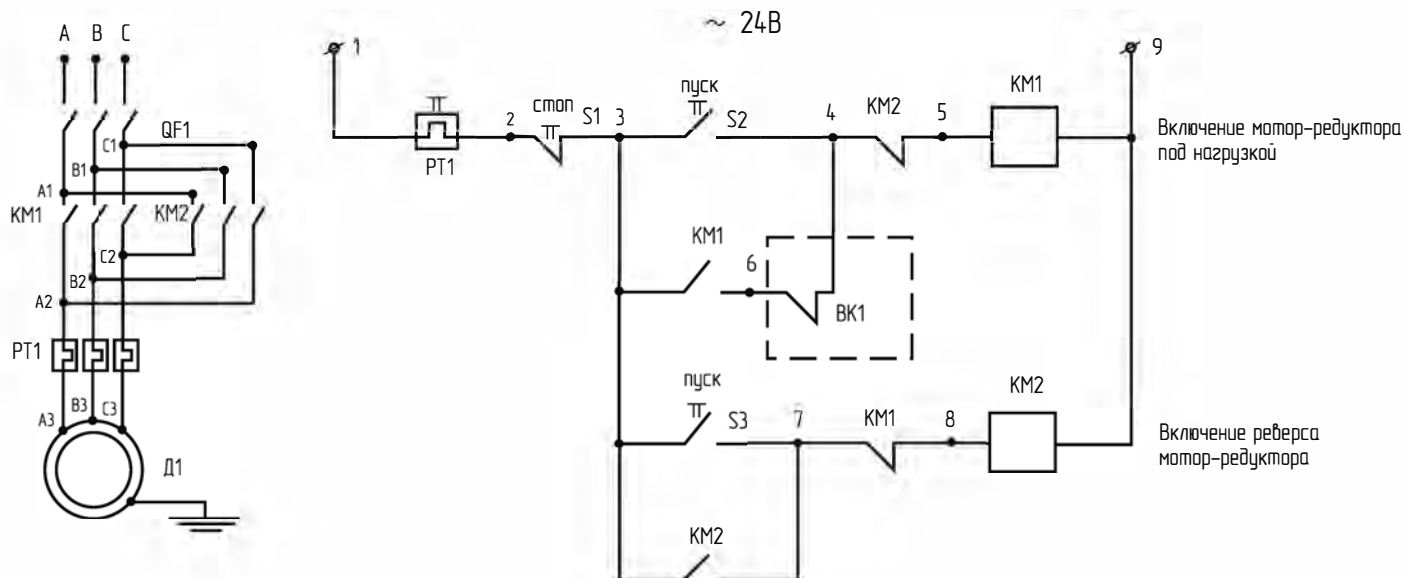 A B C
QF1
C1
B1
A1
KM1
KM2
C2
B2
A2
PT1
B3
C3
A3
Д1
~ 24В
1
9
пуск
стоп
S1
3
S2
4
KM2
5
KM1
2
PT1
Включение мотор-редуктора
под нагрузкой
KM1
6
BK1
пуск
S3
7
KM1
8
KM2
Включение реверса
мотор-редуктора
KM2